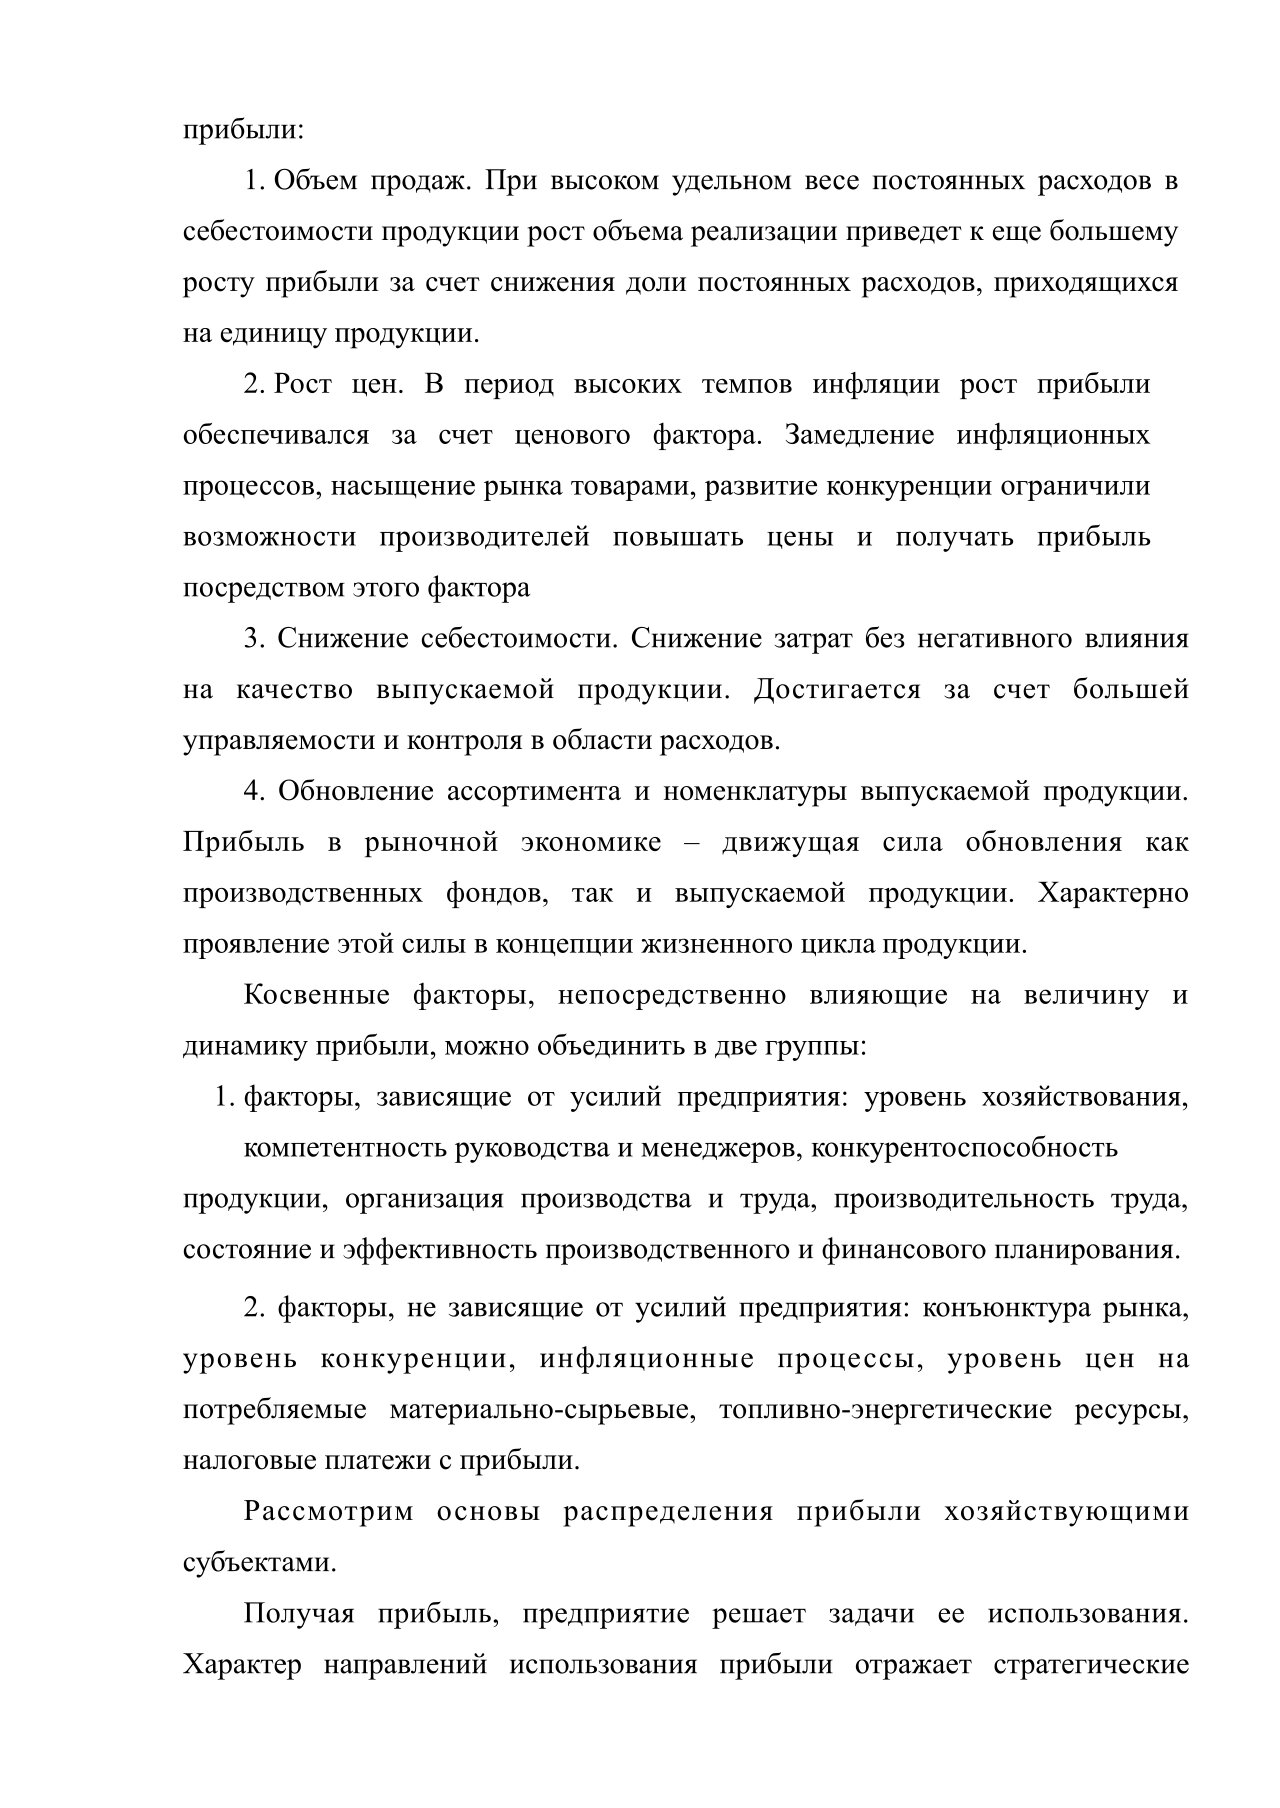 прибыли:
1. Объем продаж. При высоком удельном весе постоянных расходов в
себестоимости продукции рост объема реализации приведет к еще большему
росту прибыли за счет снижения доли постоянных расходов, приходящихся
на единицу продукции.
2. Рост цен. В период высоких темпов инфляции рост прибыли
обеспечивался за счет ценового фактора. Замедление инфляционных
процессов, насыщение рынка товарами, развитие конкуренции ограничили
возможности производителей повышать цены и получать прибыль
посредством этого фактора
3. Снижение себестоимости. Снижение затрат без негативного влияния
на качество выпускаемой продукции. Достигается за счет большей
управляемости и контроля в области расходов.
4. Обновление ассортимента и номенклатуры выпускаемой продукции.
Прибыль в рыночной экономике – движущая сила обновления как
производственных фондов, так и выпускаемой продукции. Характерно
проявление этой силы в концепции жизненного цикла продукции.
Косвенные факторы, непосредственно влияющие на величину и
динамику прибыли, можно объединить в две группы:
1. факторы, зависящие от усилий предприятия: уровень хозяйствования,
компетентность руководства и менеджеров, конкурентоспособность
продукции, организация производства и труда, производительность труда,
состояние и эффективность производственного и финансового планирования.
2. факторы, не зависящие от усилий предприятия: конъюнктура рынка,
уровень конкуренции, инфляционные процессы, уровень цен на
потребляемые материально-сырьевые, топливно-энергетические ресурсы,
налоговые платежи с прибыли.
Рассмотрим основы распределения прибыли хозяйствующими
субъектами.
Получая прибыль, предприятие решает задачи ее использования.
Характер направлений использования прибыли отражает стратегические